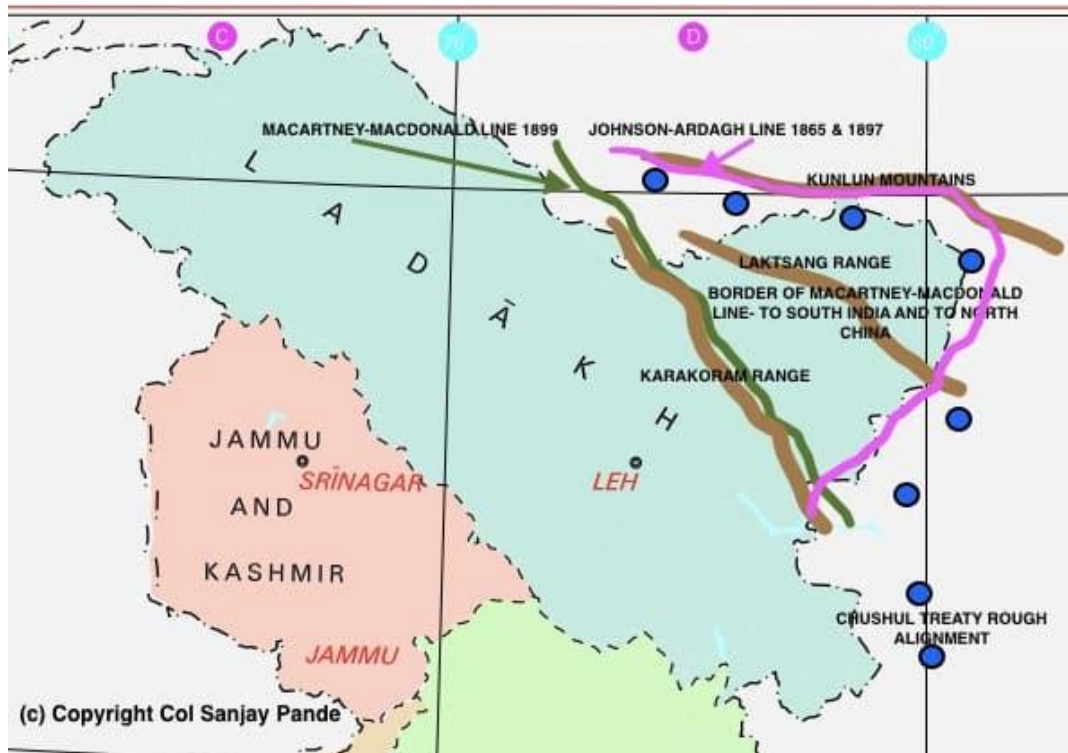 C
76°
D
80°
MACARTNEY-MACDONALD LINE 1899
JOHNSON-ARDAGH LINE 1865 & 1897
KUNLUN MOUNTAINS
L A D Ā K H
LAKTSANG RANGE
BORDER OF MACARTNEY-MACDONALD
LINE- TO SOUTH INDIA AND TO NORTH
CHINA
KARAKORAM RANGE
JAMMU
SRĪNAGAR
LEH
AND
KASHMIR
CHUSHUL TREATY ROUGH
ALIGNMENT
JAMMU
(c) Copyright Col Sanjay Pande